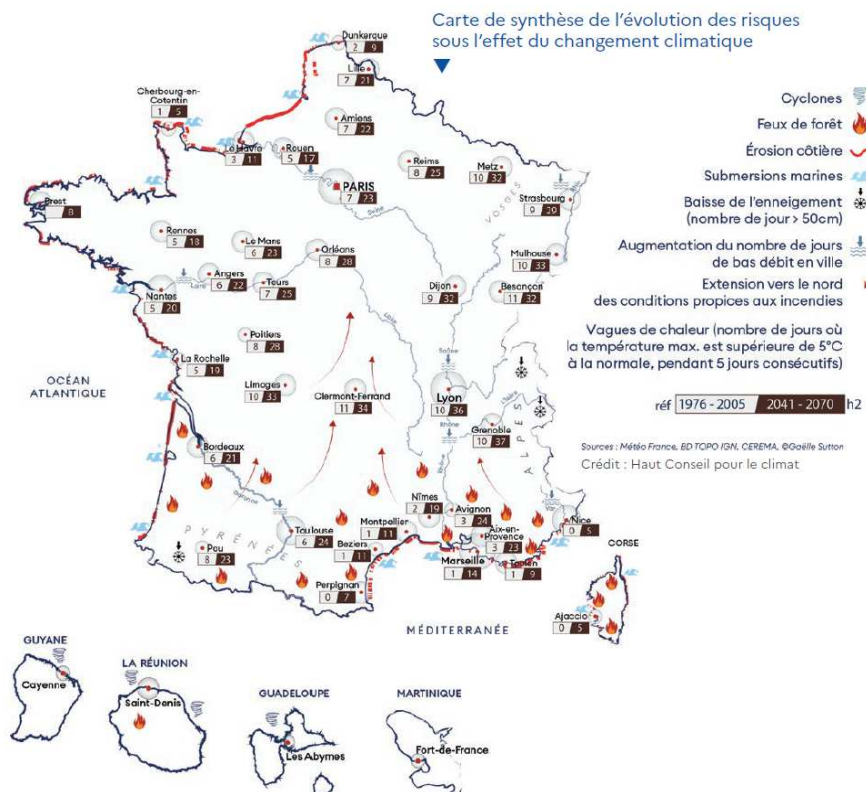 Carte de synthèse de l'évolution des risques
sous l'effet du changement climatique
Cyclones
Feux de forêt
Érosion côtière
Submersions marines
Baisse de l'enneigement
(nombre de jour > 50cm)
Augmentation du nombre de jours
de bas débit en ville
Extension vers le nord
des conditions propices aux incendies
Vagues de chaleur (nombre de jours où
la température max. est supérieure de 5°C
à la normale, pendant 5 jours consécutifs)
réf 1976 - 2005 2041 - 2070 h2
Sources : Météo France, BD TOPO IGN, CEREMA, ©Gaëlle Sutton
Crédit : Haut Conseil pour le climat
Dunkerque
2 9
Lille
7 21
Cherbourg-en-
Cotentin
1 5
Amiens
7 22
Le Havre
3 11
Rouen
5 17
Reims
8 25
Metz
10 32
PARIS
7 23
Seine
VOSGES
Strasbourg
9 29
Brest
8
Rennes
5 18
Le Mans
6 23
Orléans
8 28
Mulhouse
10 33
Angers
6 22
Tours
7 25
Loire
Nantes
5 20
Dijon
9 32
Besançon
11 32
Poitiers
8 28
Loire
Saône
La Rochelle
5 19
OCÉAN
ATLANTIQUE
Limoges
10 33
Clermont-Ferrand
11 34
Lyon
10 36
Rhône
Grenoble
10 37
ALPES
Bordeaux
6 21
Garonne
Nîmes
2 19
Avignon
3 24
Var
Toulouse
6 24
Montpellier
1 11
Aix-en-
Provence
3 23
Nice
0 5
PYRÉNÉES
Pau
8 23
Beziers
1 11
Marseille
1 14
Toulon
1 9
CORSE
Perpignan
0 7
Ajaccio
0 5
MÉDITERRANÉE
GUYANE
Cayenne
LA RÉUNION
Saint-Denis
GUADELOUPE
Les Abymes
MARTINIQUE
Fort-de-France